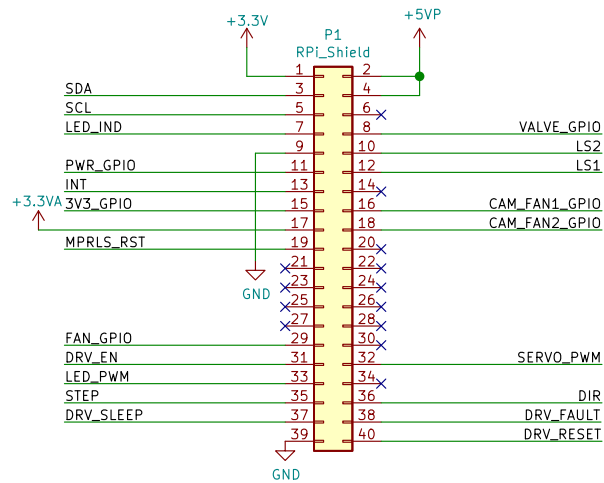 +3.3V
+5VP
P1
RPi_Shield
1 2
SDA 3 4
SCL 5 6
LED_IND 7 8 VALVE_GPIO
9 10 LS2
PWR_GPIO 11 12 LS1
INT 13 14
+3.3VA 3V3_GPIO 15 16 CAM_FAN1_GPIO
17 18 CAM_FAN2_GPIO
MPRLS_RST 19 20
21 22
23 24
GND 25 26
27 28
FAN_GPIO 29 30
DRV_EN 31 32 SERVO_PWM
LED_PWM 33 34
STEP 35 36 DIR
DRV_SLEEP 37 38 DRV_FAULT
39 40 DRV_RESET
GND